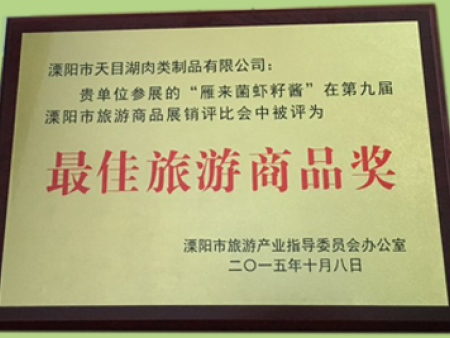 溧阳市天目湖肉类制品有限公司：
贵单位参展的“雁来菌虾籽酱”在第九届
溧阳市旅游商品展销评比会中被评为
最佳旅游商品奖
溧阳市旅游产业指导委员会办公室
二〇一五年十月八日